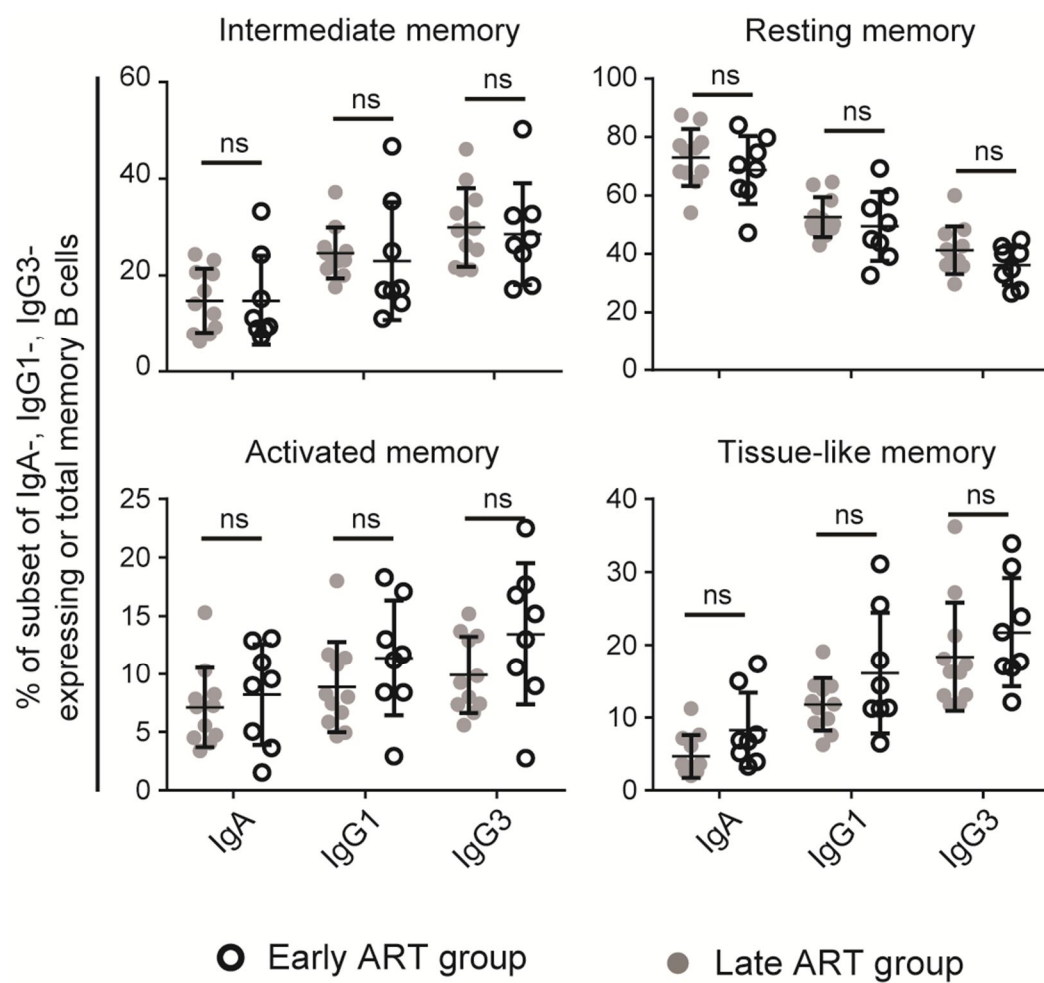 Intermediate memory
Resting memory
60
40
20
0
ns
ns
ns
100
80
60
40
20
0
ns
ns
ns
% of subset of IgA-, IgG1-, IgG3-
expressing or total memory B cells
Activated memory
Tissue-like memory
25
20
15
10
5
0
ns
ns
ns
IgA
IgG1
IgG3
40
30
20
10
0
ns
ns
ns
IgA
IgG1
IgG3
Early ART group
Late ART group